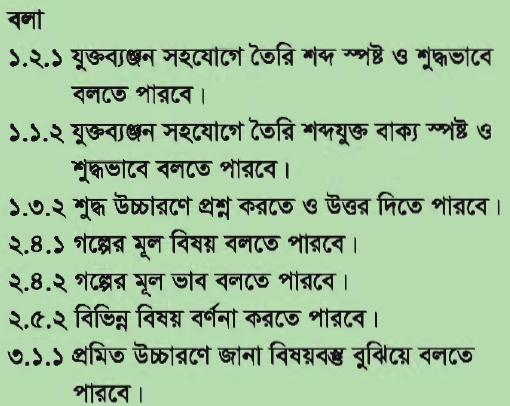 বলা
১.২.১ যুক্তব্যঞ্জন সহযোগে তৈরি শব্দ স্পষ্ট ও শুদ্ধভাবে
বলতে পারবে।
১.১.২ যুক্তব্যঞ্জন সহযোগে তৈরি শব্দযুক্ত বাক্য স্পষ্ট ও
শুদ্ধভাবে বলতে পারবে।
১.৩.২ শুদ্ধ উচ্চারণে প্রশ্ন করতে ও উত্তর দিতে পারবে।
২.৪.১ গল্পের মূল বিষয় বলতে পারবে।
২.৪.২ গল্পের মূল ভাব বলতে পারবে।
২.৫.২ বিভিন্ন বিষয় বর্ণনা করতে পারবে।
৩.১.১ প্রমিত উচ্চারণে জানা বিষয়বস্তু বুঝিয়ে বলতে
পারবে।